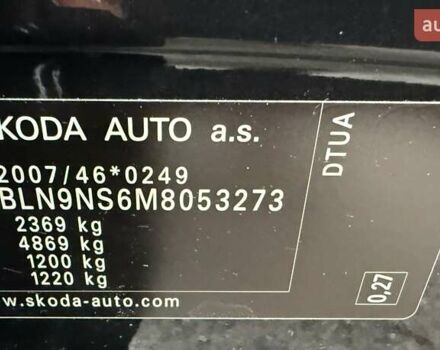 KODA AUTO a.s.
2007/46*0249
BLN9NS6M8053273
2369 kg
4869 kg
1200 kg
1220 kg
w.skoda-auto.com
DTUA
0,27
au